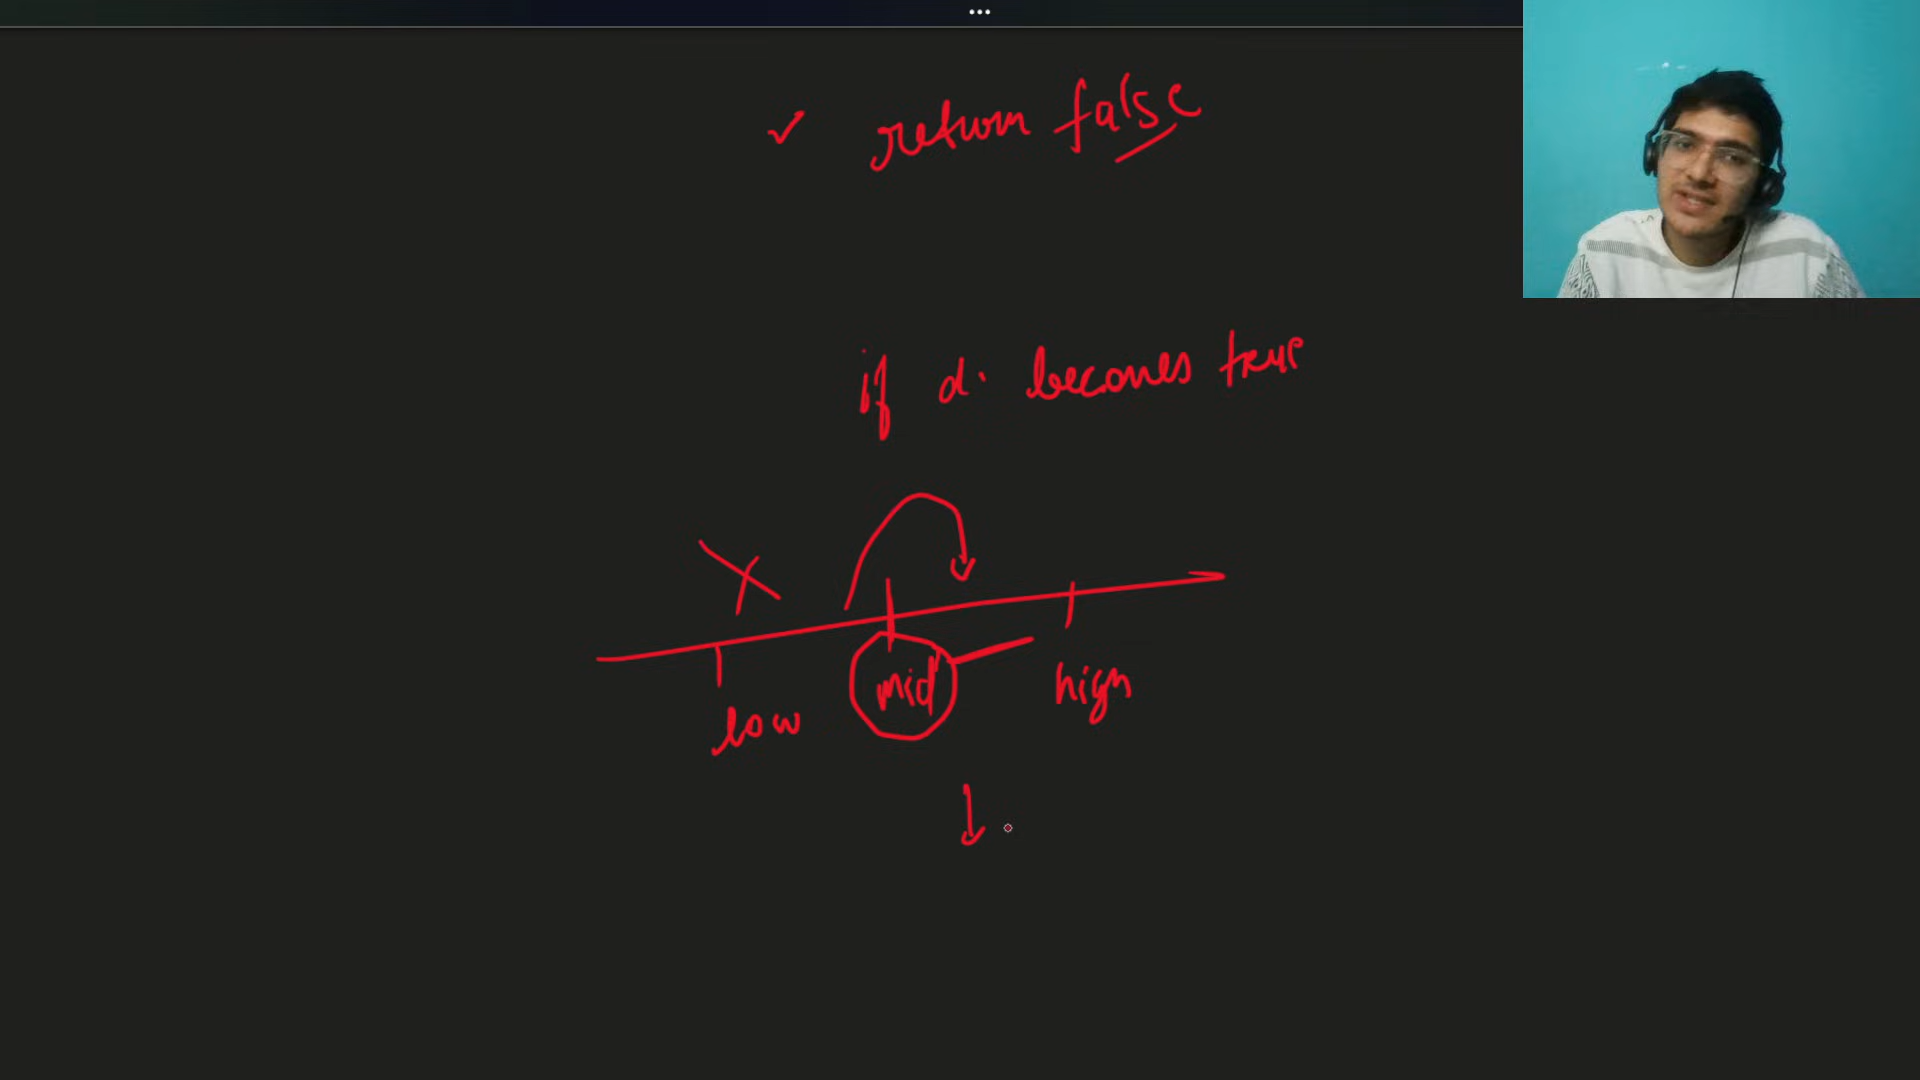 ✓ return false
if d. becomes true
low mid high